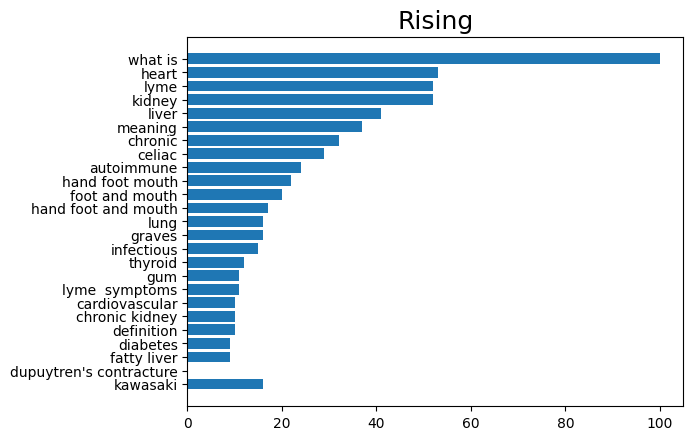 Rising
what is
heart
lyme
kidney
liver
meaning
chronic
celiac
autoimmune
hand foot mouth
foot and mouth
hand foot and mouth
lung
graves
infectious
thyroid
gum
lyme  symptoms
cardiovascular
chronic kidney
definition
diabetes
fatty liver
dupuytren's contracture
kawasaki
0 20 40 60 80 100